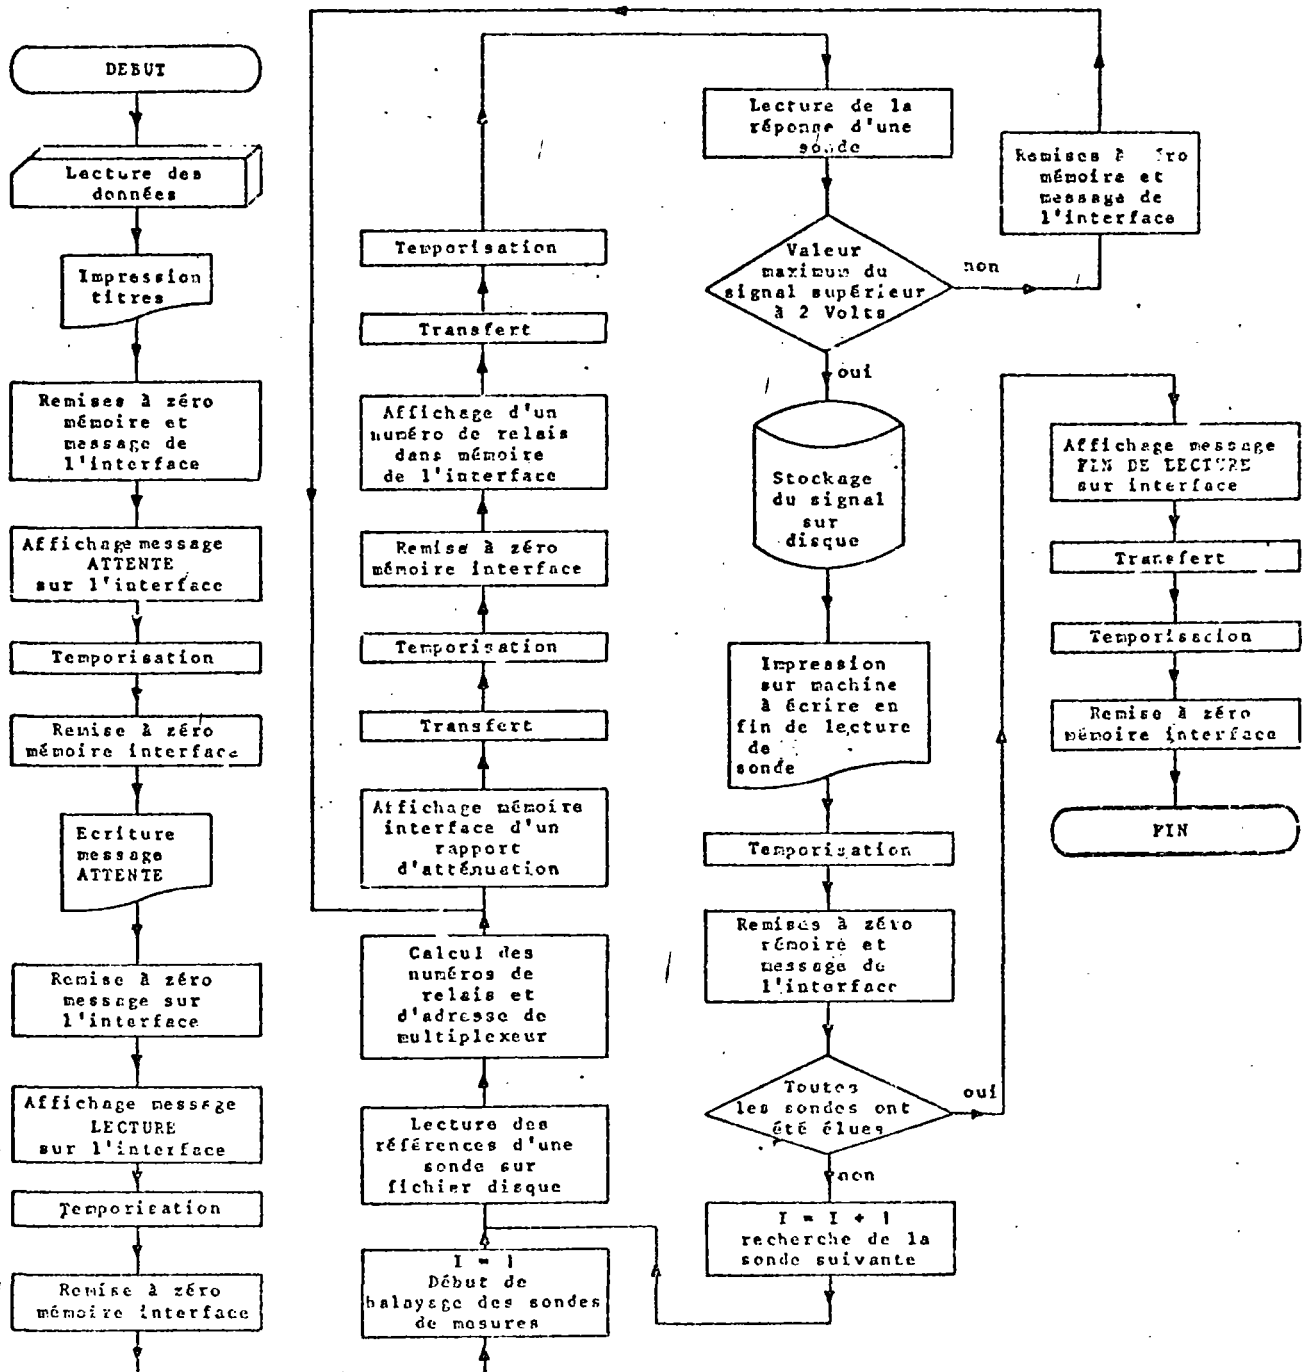 DEBUT
Lecture des
données
Impression
titres
Remises à zéro
mémoire et
message de
l'interface
Affichage message
ATTENTE
sur l'interface
Temporisation
Remise à zéro
mémoire interface
Ecriture
message
ATTENTE
Remise à zéro
message sur
l'interface
Affichage message
LECTURE
sur l'interface
Temporisation
Remise à zéro
mémoire interface
Temporisation
Transfert
Affichage d'un
numéro de relais
dans mémoire
de l'interface
Remise à zéro
mémoire interface
Temporisation
Transfert
Affichage mémoire
interface d'un
rapport
d'atténuation
Calcul des
numéros de
relais et
d'adresse de
multiplexeur
Lecture des
références d'une
sonde sur
fichier disque
I = 1
Début de
balayage des sondes
de mesures
Lecture de la
réponse d'une
sonde
Valeur
maximum du
signal supérieur
à 2 Volts
non
oui
Stockage
du signal
sur
disque
Impression
sur machine
à écrire en
fin de lecture
de
sonde
Temporisation
Remises à zéro
mémoire et
message de
l'interface
Toutes
les sondes ont
été élues
oui
non
I = I + 1
recherche de la
sonde suivante
Remises à
mémoire et
message de
l'interface
Affichage message
FIN DE LECTURE
sur interface
Transfert
Temporisation
Remise à zéro
mémoire interface
FIN